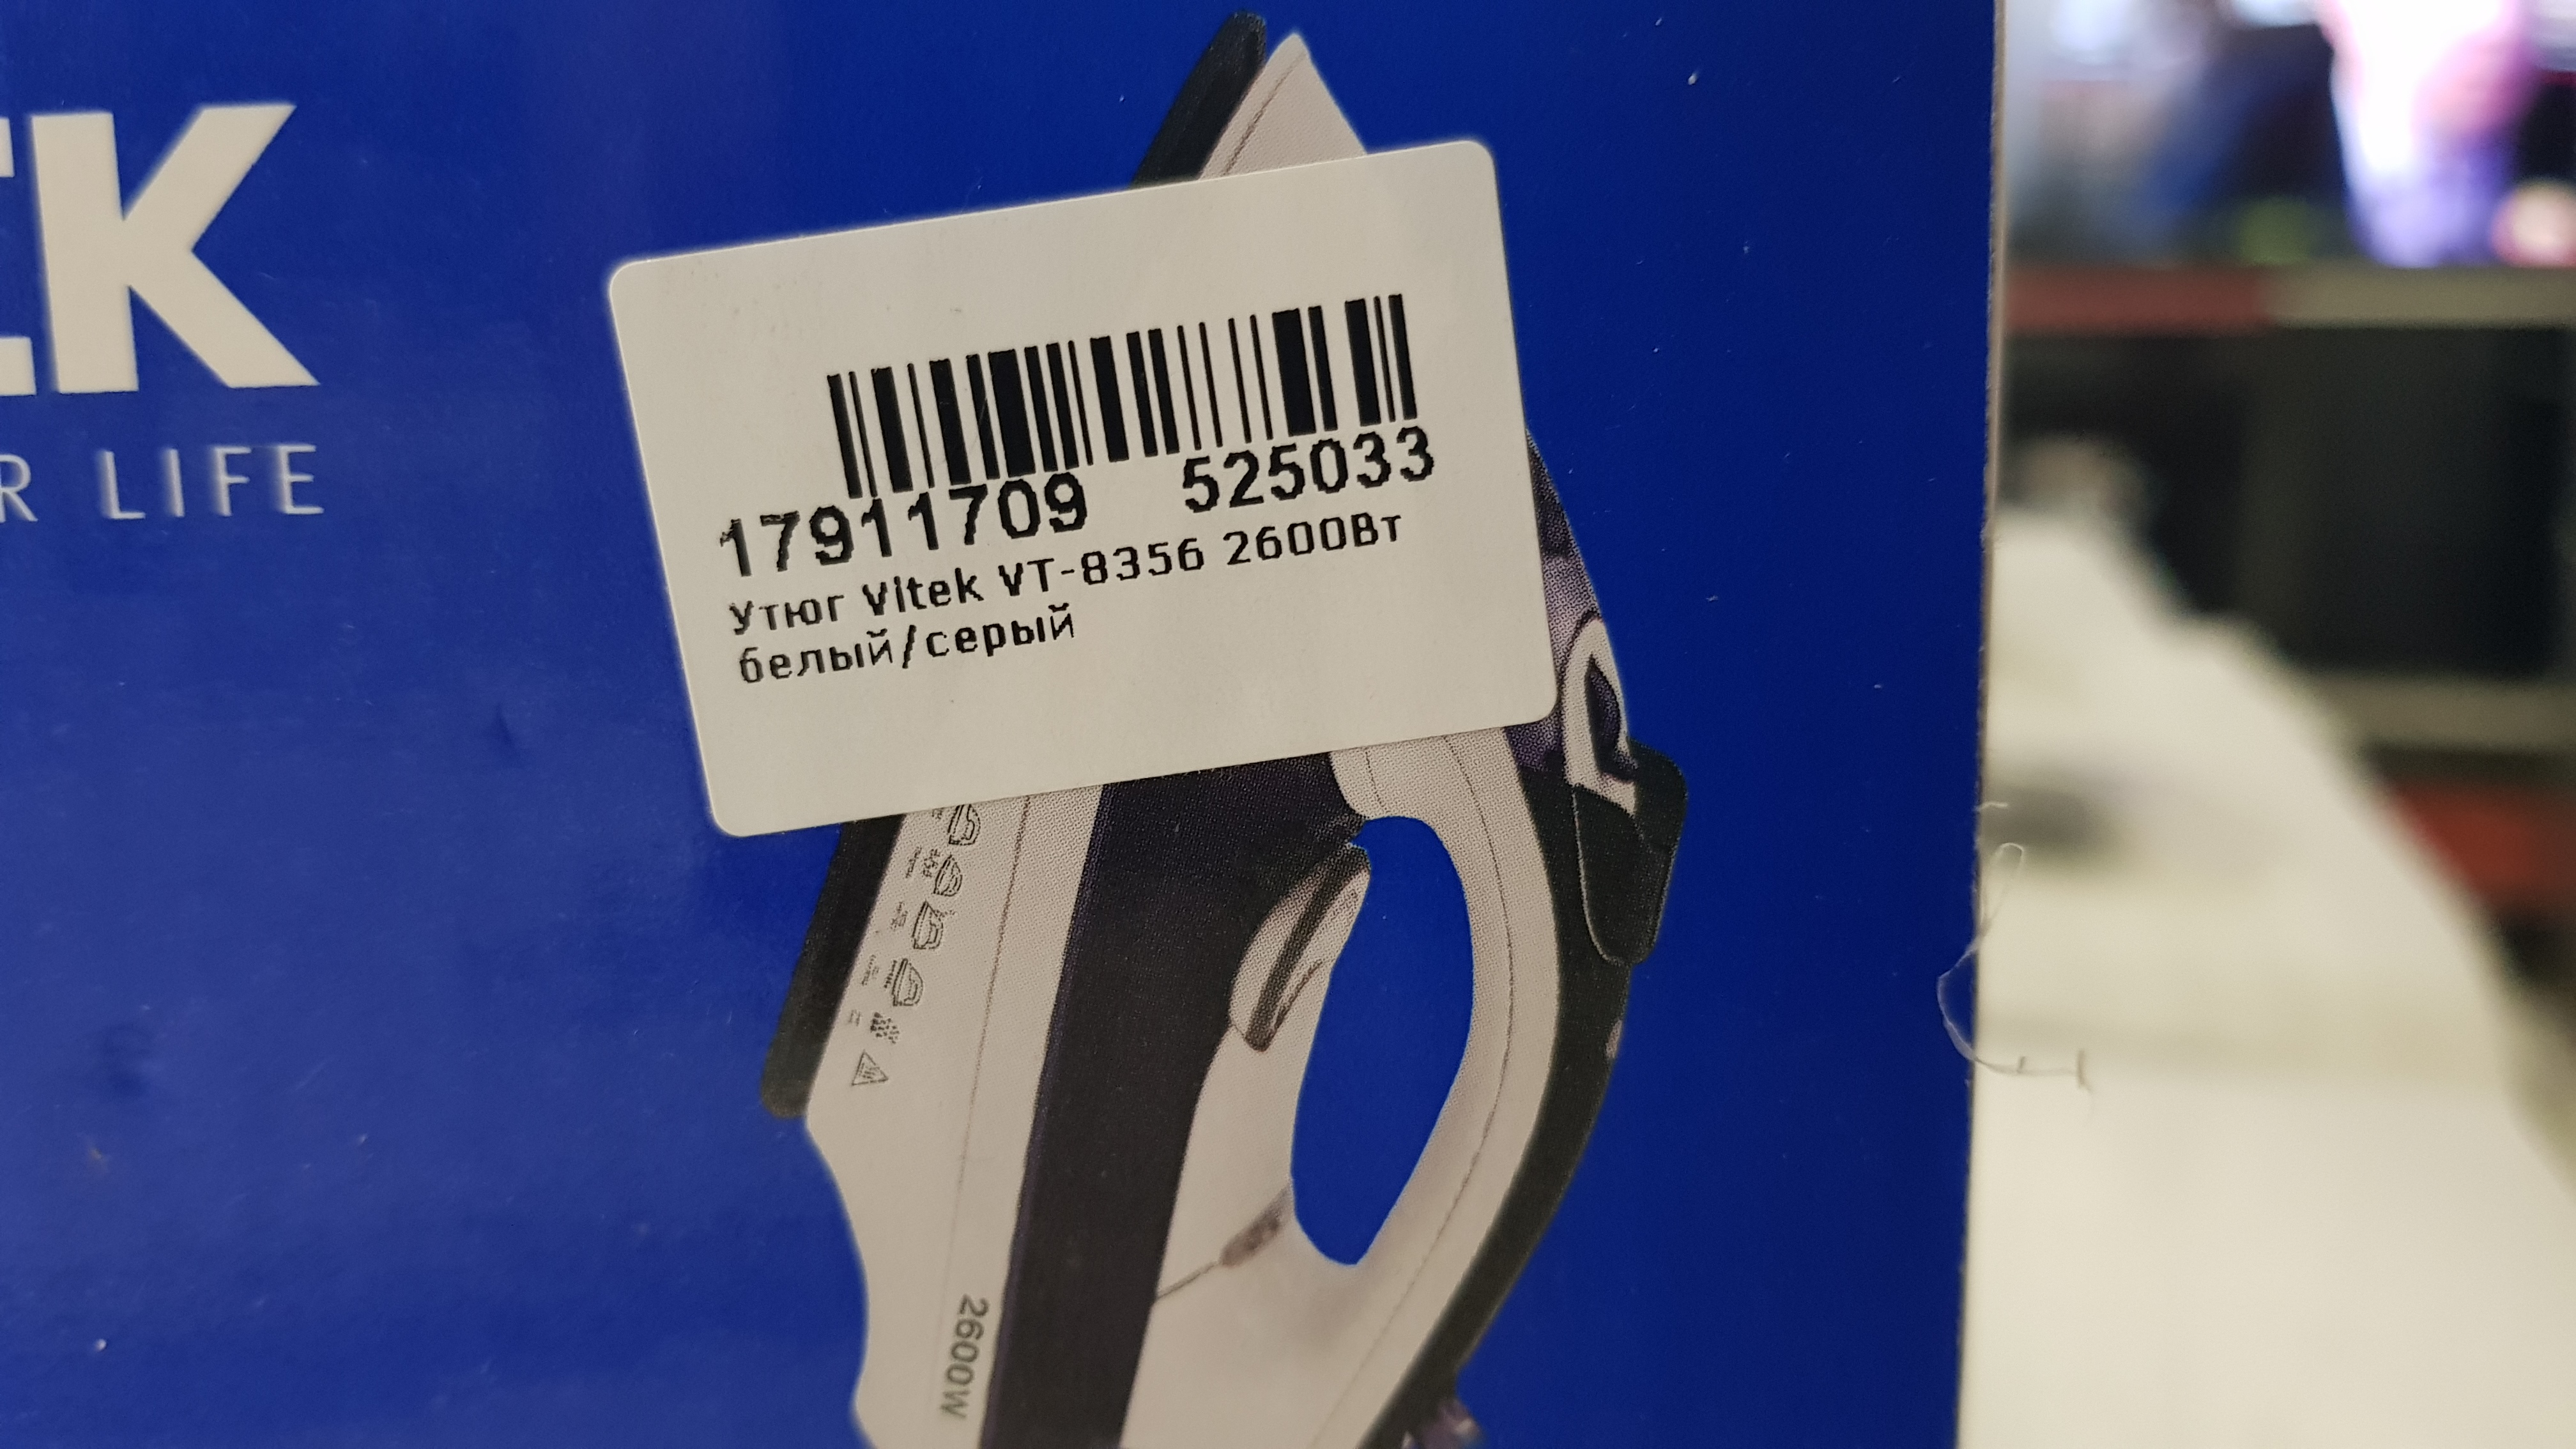 EK
R LIFE
17911709 525033
Утюг Vitek VT-8356 2600Вт
белый/серый
2600W